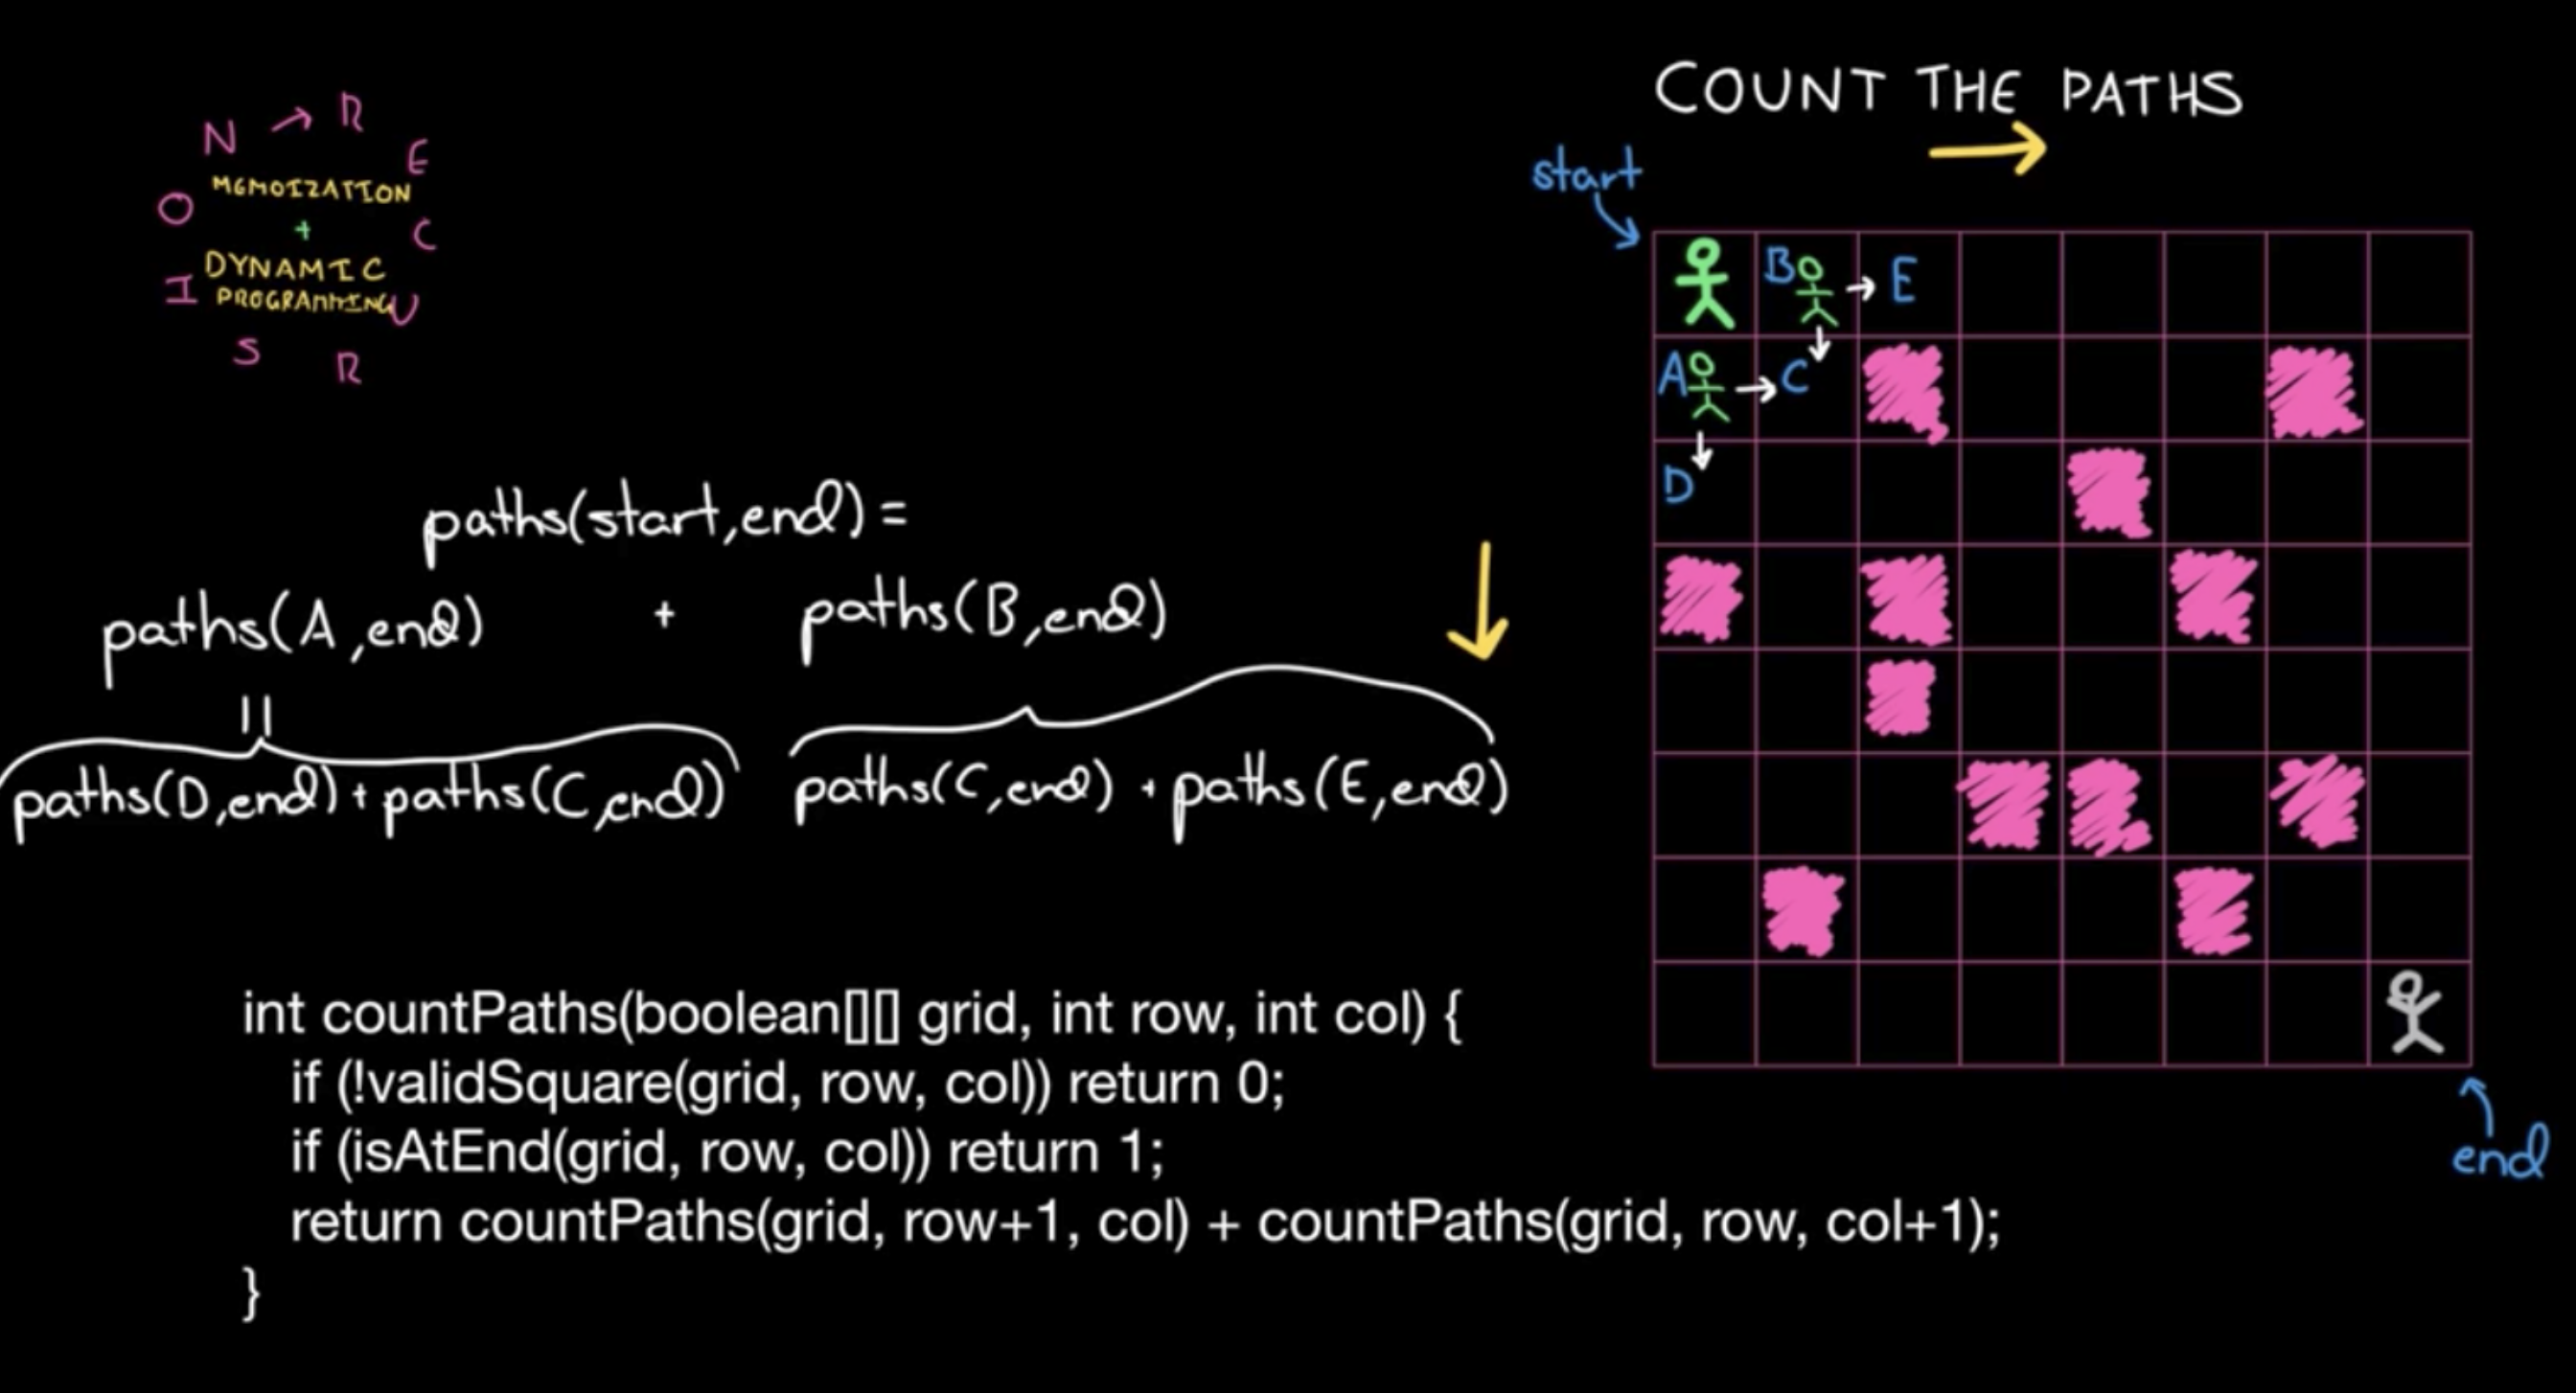 COUNT THE PATHS
start
N → R E C U R S I O N
MEMOIZATION
+
DYNAMIC
PROGRAMMING
B → E
A → C
D
paths(start,end) =
paths(A,end) + paths(B,end)
||
paths(D,end) + paths(C,end) paths(C,end) + paths(E,end)
int countPaths(boolean[][] grid, int row, int col) {
if (!validSquare(grid, row, col)) return 0;
if (isAtEnd(grid, row, col)) return 1;
return countPaths(grid, row+1, col) + countPaths(grid, row, col+1);
}
end